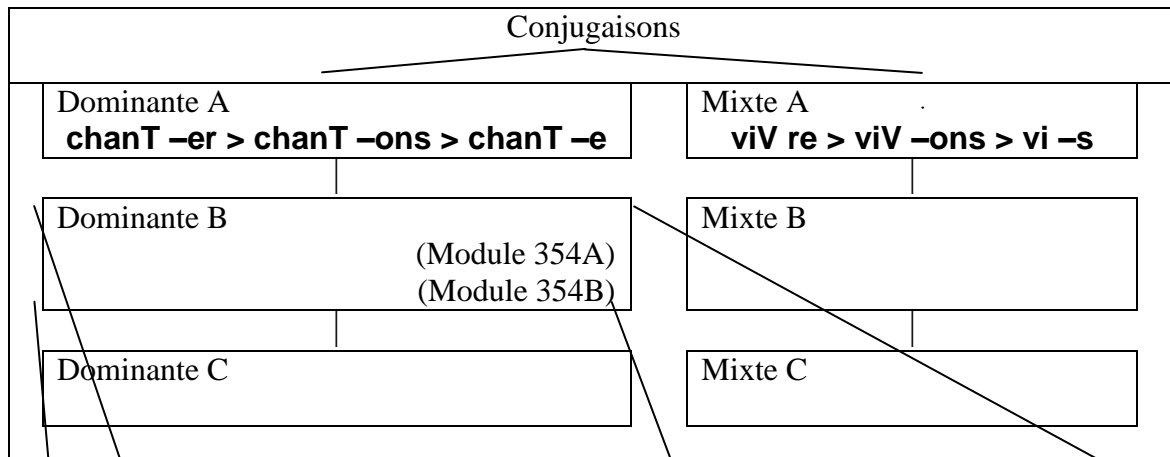 Conjugaisons
Dominante A
chanT –er > chanT –ons > chanT –e
Mixte A
viV re > viV –ons > vi –s
Dominante B
(Module 354A)
(Module 354B)
Mixte B
Dominante C
Mixte C